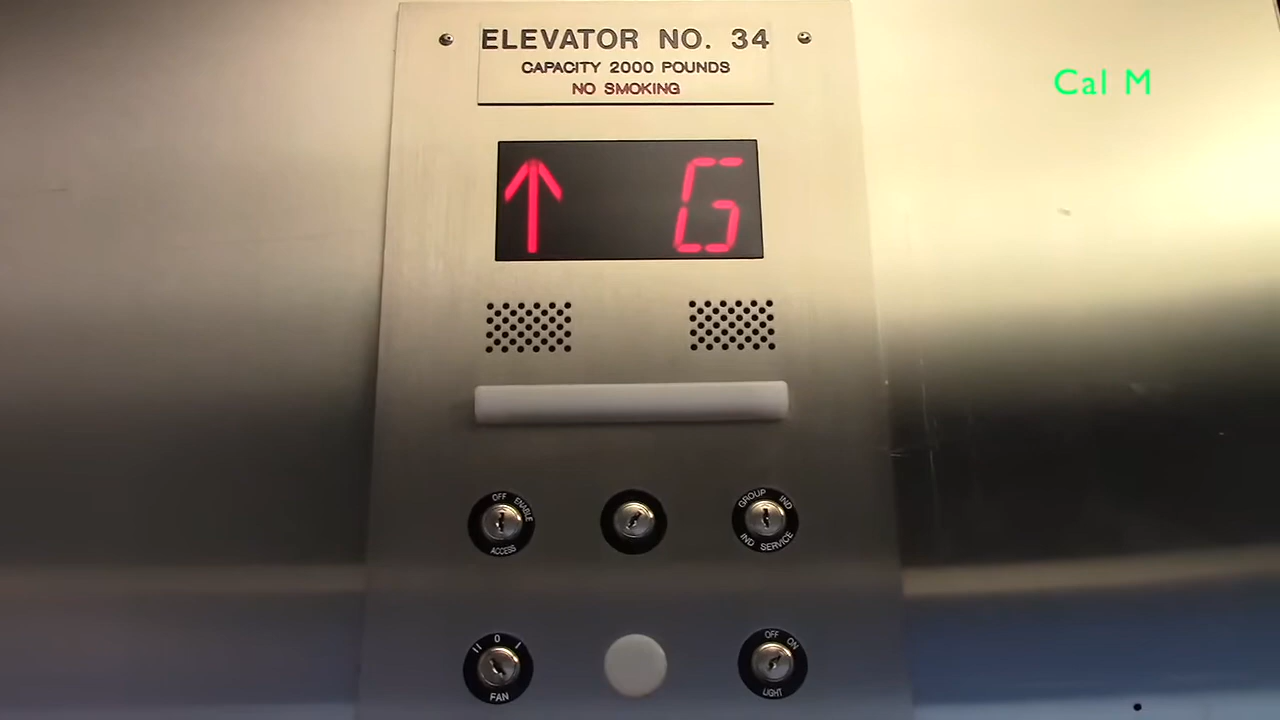 ELEVATOR NO. 34
CAPACITY 2000 POUNDS
NO SMOKING
Cal M
↑ G
OFF ENABLE
ACCESS
GROUP IND
IND SERVICE
II 0 I
FAN
OFF ON
LIGHT